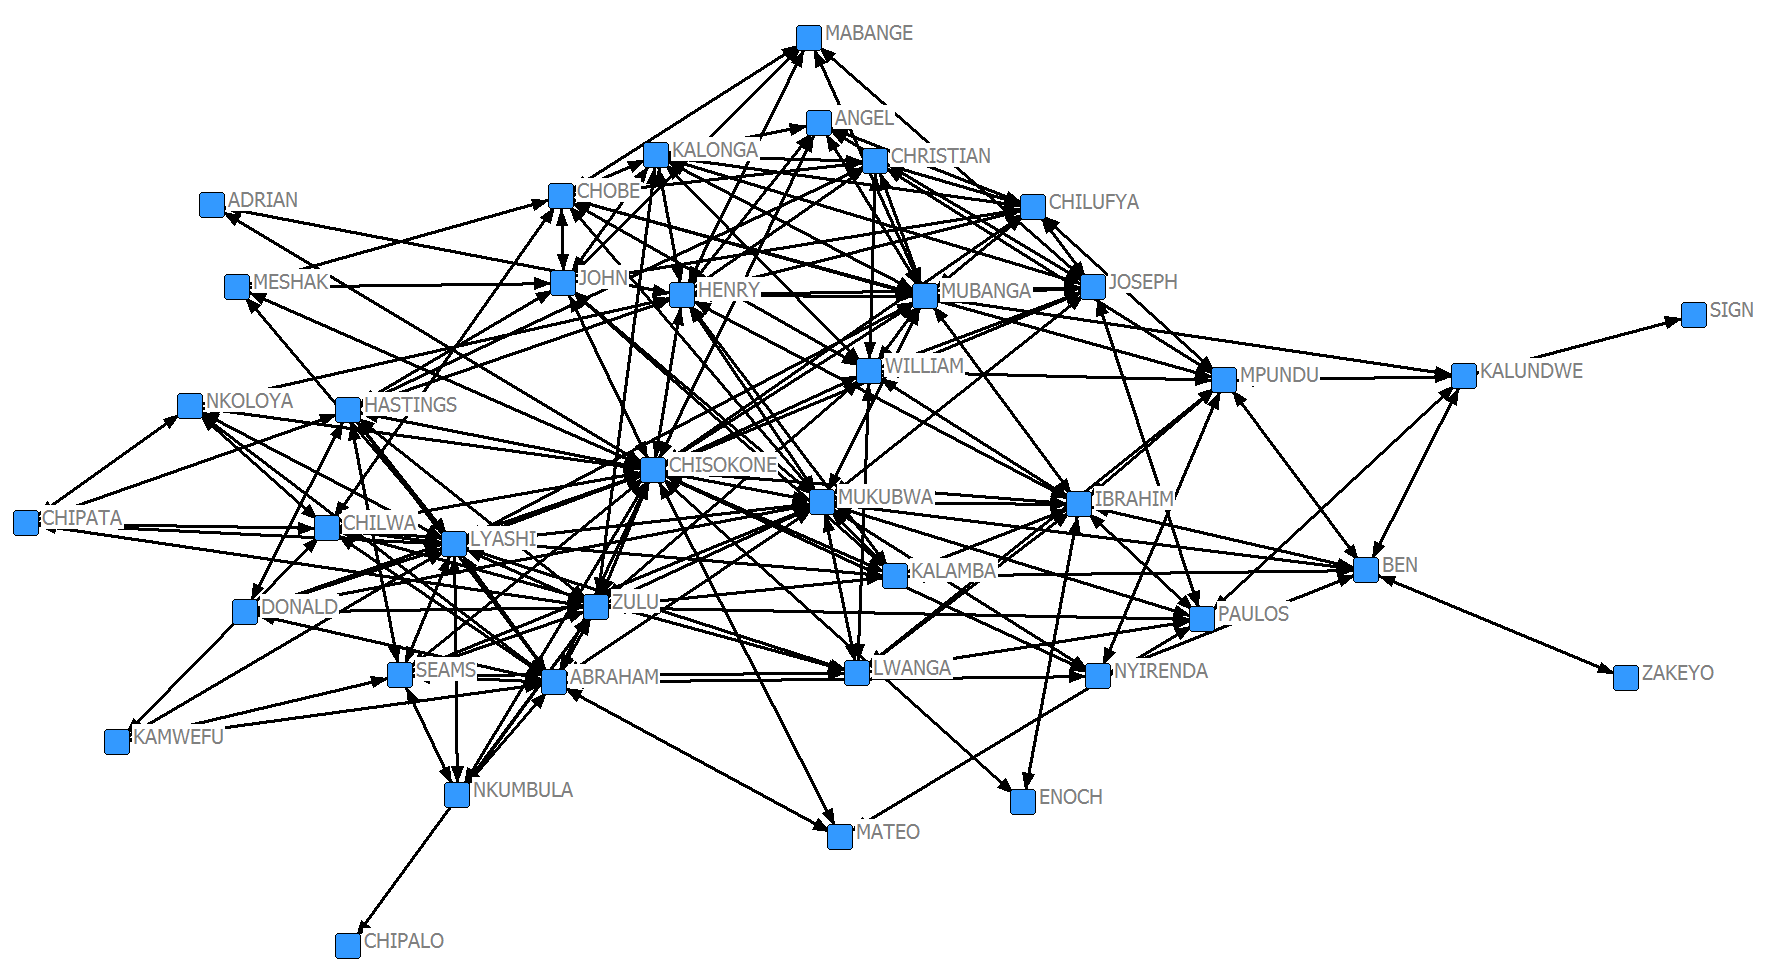 MABANGE
ANGEL
KALONGA
CHRISTIAN
CHOBE
ADRIAN
CHILUFYA
MESHAK
JOHN
HENRY
MUBANGA
JOSEPH
SIGN
WILLIAM
MPUNDU
KALUNDWE
NKOLOYA
HASTINGS
CHISOKONE
MUKUBWA
IBRAHIM
CHIPATA
CHILWA
LYASHI
KALAMBA
BEN
DONALD
ZULU
PAULOS
SEAMS
ABRAHAM
LWANGA
NYIRENDA
ZAKEYO
KAMWEFU
NKUMBULA
ENOCH
MATEO
CHIPALO